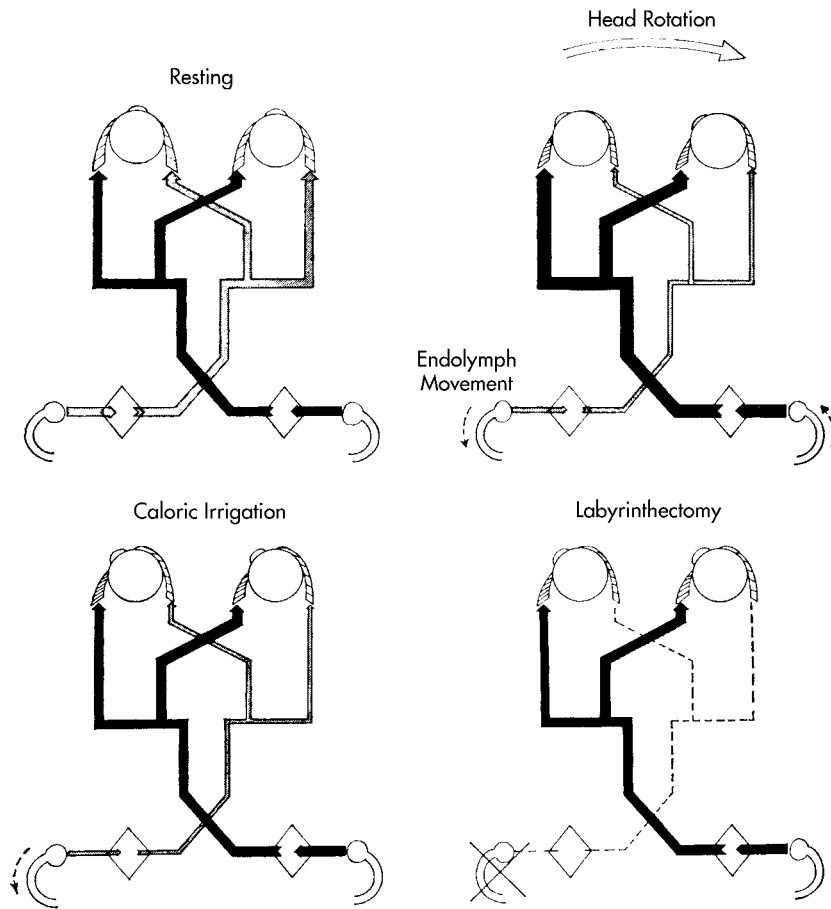 Head Rotation
Resting
Endolymph
Movement
Caloric Irrigation
Labyrinthectomy